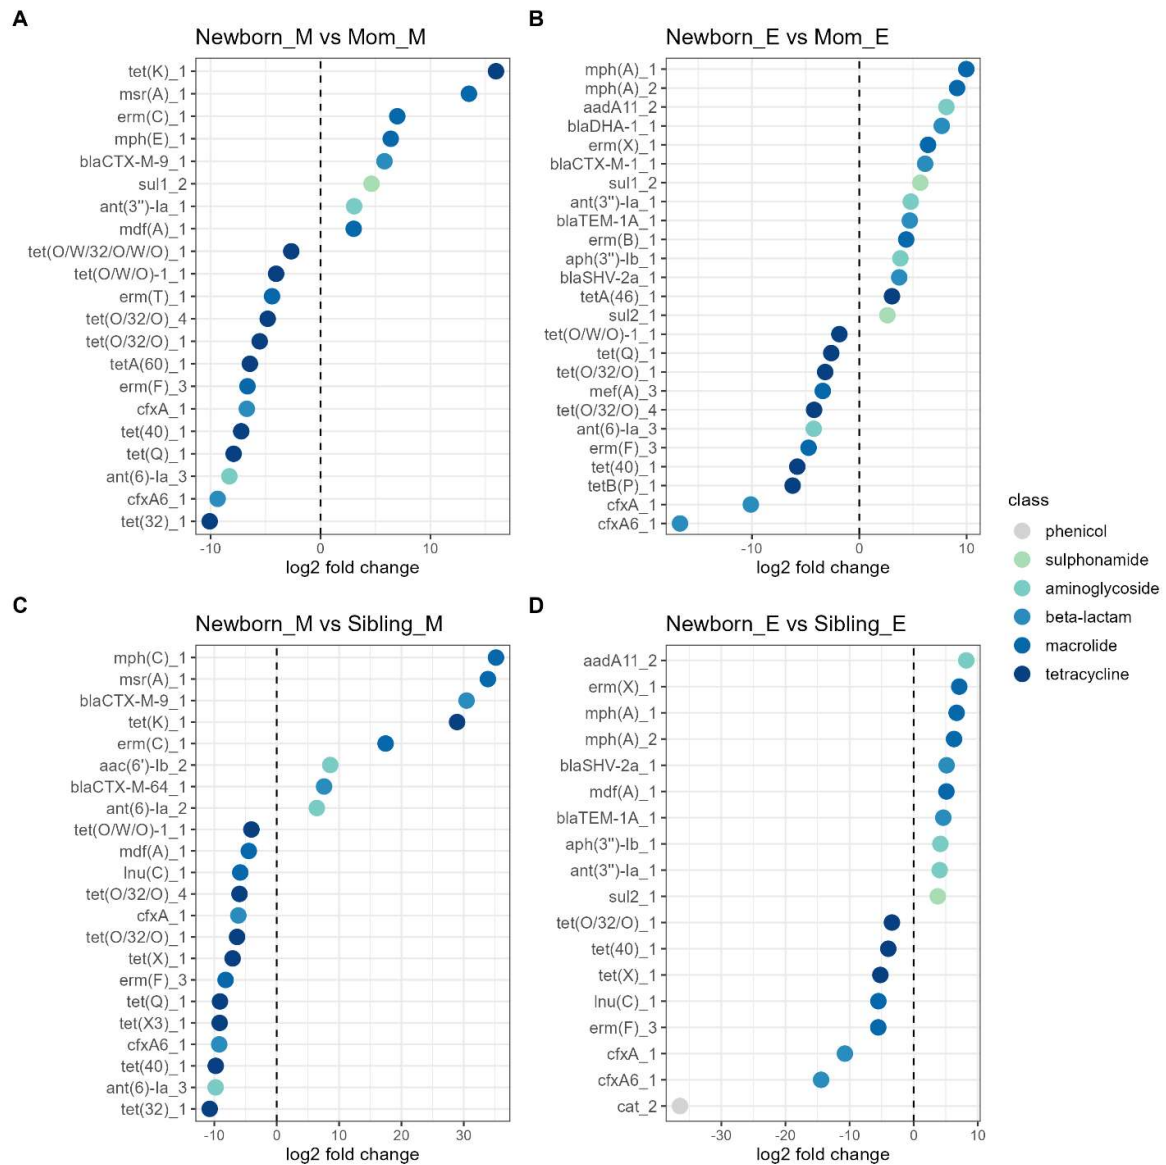 A
Newborn_M vs Mom_M
tet(K)_1
msr(A)_1
erm(C)_1
mph(E)_1
blaCTX-M-9_1
sul1_2
ant(3")-Ia_1
mdf(A)_1
tet(O/W/32/O/W/O)_1
tet(O/W/O)-1_1
erm(T)_1
tet(O/32/O)_4
tet(O/32/O)_1
tetA(60)_1
erm(F)_3
cfxA_1
tet(40)_1
tet(Q)_1
ant(6)-Ia_3
cfxA6_1
tet(32)_1
-10 0 10
log2 fold change
B
Newborn_E vs Mom_E
mph(A)_1
mph(A)_2
aadA11_2
blaDHA-1_1
erm(X)_1
blaCTX-M-1_1
sul1_2
ant(3")-Ia_1
blaTEM-1A_1
erm(B)_1
aph(3")-Ib_1
blaSHV-2a_1
tetA(46)_1
sul2_1
tet(O/W/O)-1_1
tet(Q)_1
tet(O/32/O)_1
mef(A)_3
tet(O/32/O)_4
ant(6)-Ia_3
erm(F)_3
tet(40)_1
tetB(P)_1
cfxA_1
cfxA6_1
-10 0 10
log2 fold change
C
Newborn_M vs Sibling_M
mph(C)_1
msr(A)_1
blaCTX-M-9_1
tet(K)_1
erm(C)_1
aac(6')-Ib_2
blaCTX-M-64_1
ant(6)-Ia_2
tet(O/W/O)-1_1
mdf(A)_1
lnu(C)_1
tet(O/32/O)_4
cfxA_1
tet(O/32/O)_1
tet(X)_1
erm(F)_3
tet(Q)_1
tet(X3)_1
cfxA6_1
tet(40)_1
ant(6)-Ia_3
tet(32)_1
-10 0 10 20 30
log2 fold change
D
Newborn_E vs Sibling_E
aadA11_2
erm(X)_1
mph(A)_1
mph(A)_2
blaSHV-2a_1
mdf(A)_1
blaTEM-1A_1
aph(3")-Ib_1
ant(3")-Ia_1
sul2_1
tet(O/32/O)_1
tet(40)_1
tet(X)_1
lnu(C)_1
erm(F)_3
cfxA_1
cfxA6_1
cat_2
-30 -20 -10 0 10
log2 fold change
class
phenicol
sulphonamide
aminoglycoside
beta-lactam
macrolide
tetracycline